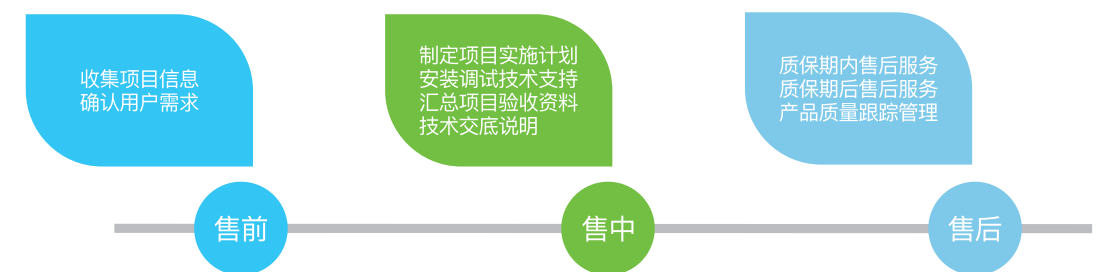 收集项目信息
确认用户需求
制定项目实施计划
安装调试技术支持
汇总项目验收资料
技术交底说明
质保期内售后服务
质保期后售后服务
产品质量跟踪管理
售前
售中
售后